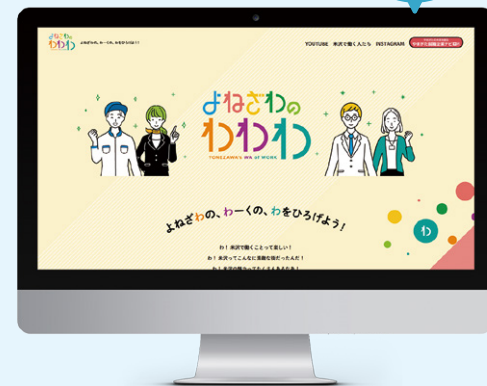 よねざわの わわわ
よねざわの、わーくの、わをひろげよう!
YOUTUBE 米沢で働く人たち INSTAGRAM
よねざわの
わわわ
YONEZAWA'S WA of WORK
よねざわの、わーくの、わをひろげよう!
わ
わ! 米沢で働くことって楽しい!
わ! 米沢ってこんなに素敵な街だったんだ!